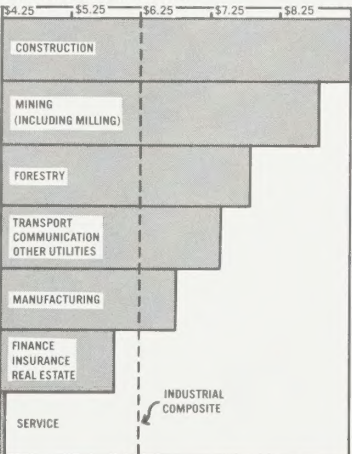 $4.25 $5.25 $6.25 $7.25 $8.25
CONSTRUCTION
MINING
(INCLUDING MILLING)
FORESTRY
TRANSPORT
COMMUNICATION
OTHER UTILITIES
MANUFACTURING
FINANCE
INSURANCE
REAL ESTATE
INDUSTRIAL
COMPOSITE
SERVICE